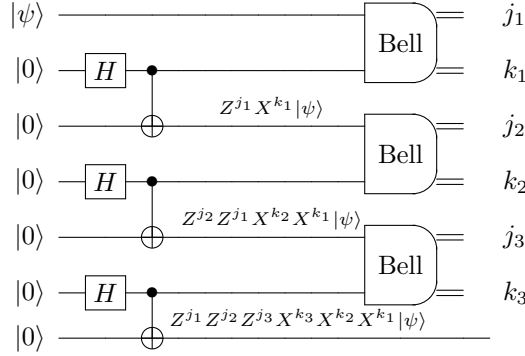 |ψ⟩ j₁
Bell
|0⟩ H k₁
|0⟩ Z^{j₁} X^{k₁} |ψ⟩ j₂
Bell
|0⟩ H k₂
|0⟩ Z^{j₂} Z^{j₁} X^{k₂} X^{k₁} |ψ⟩ j₃
Bell
|0⟩ H k₃
Z^{j₁} Z^{j₂} Z^{j₃} X^{k₃} X^{k₂} X^{k₁} |ψ⟩
|0⟩